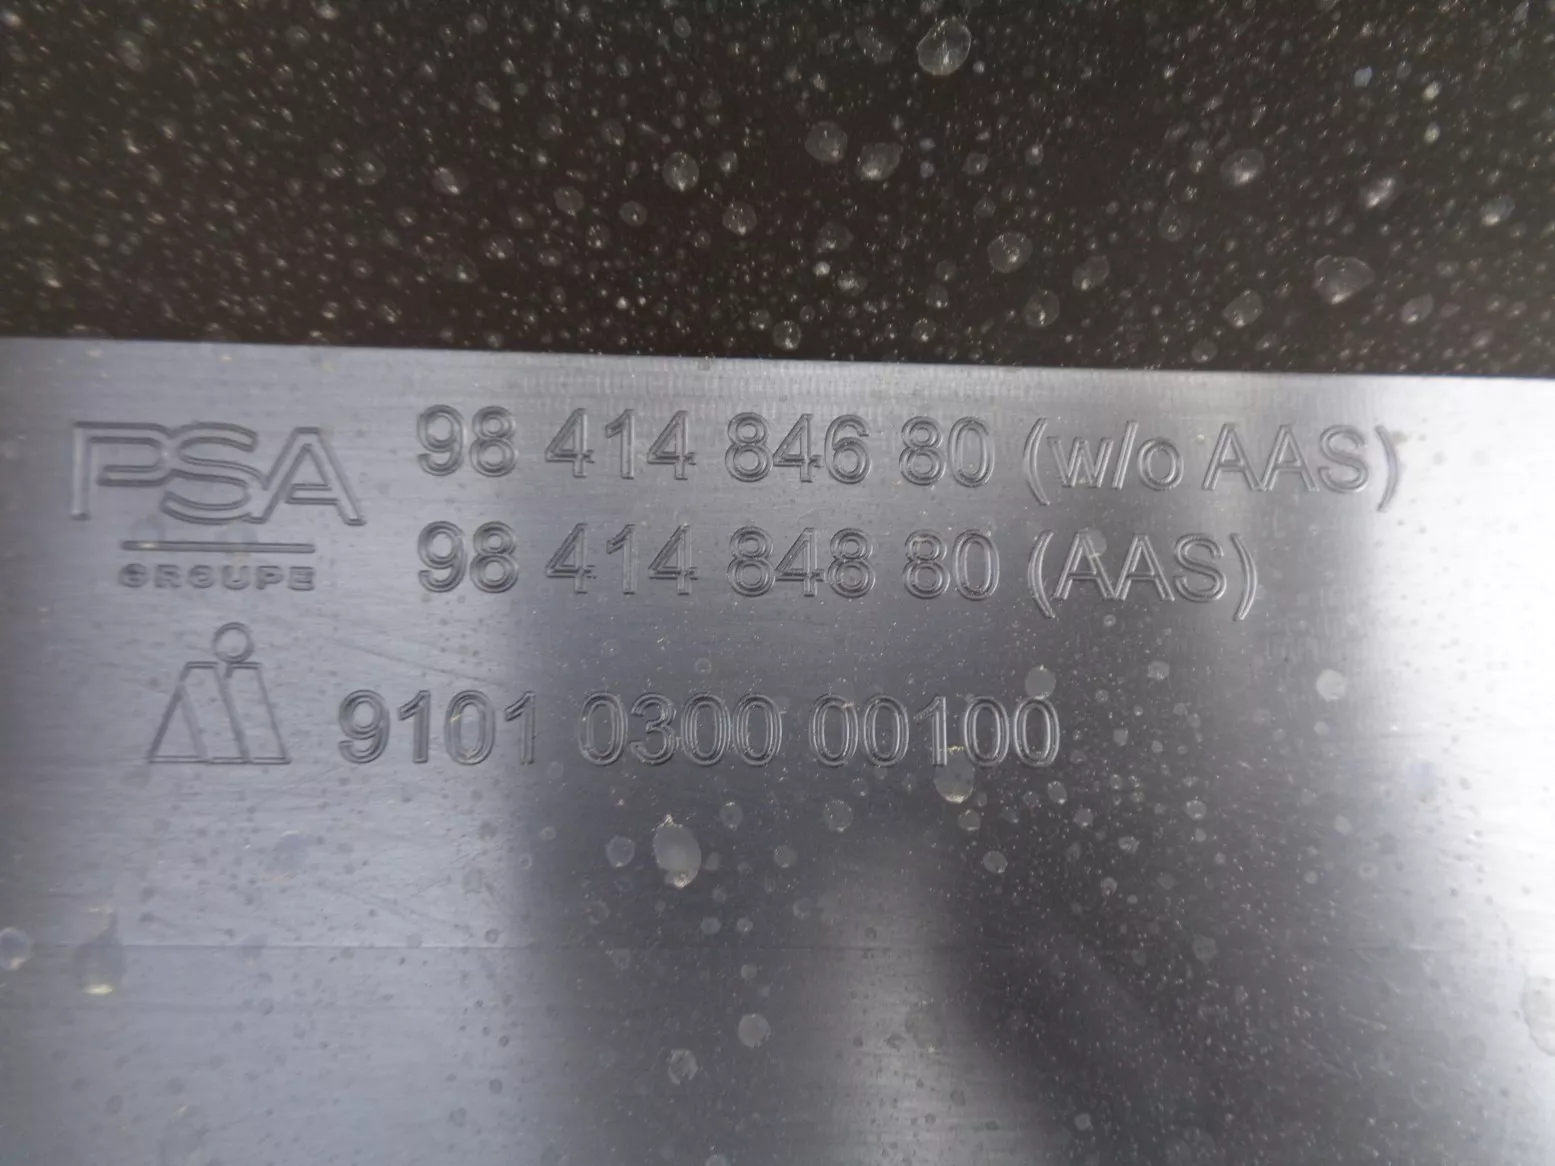 PSA 98 414 846 80 (w/o AAS)
GROUPE 98 414 848 80 (AAS)
9101 0300 00100